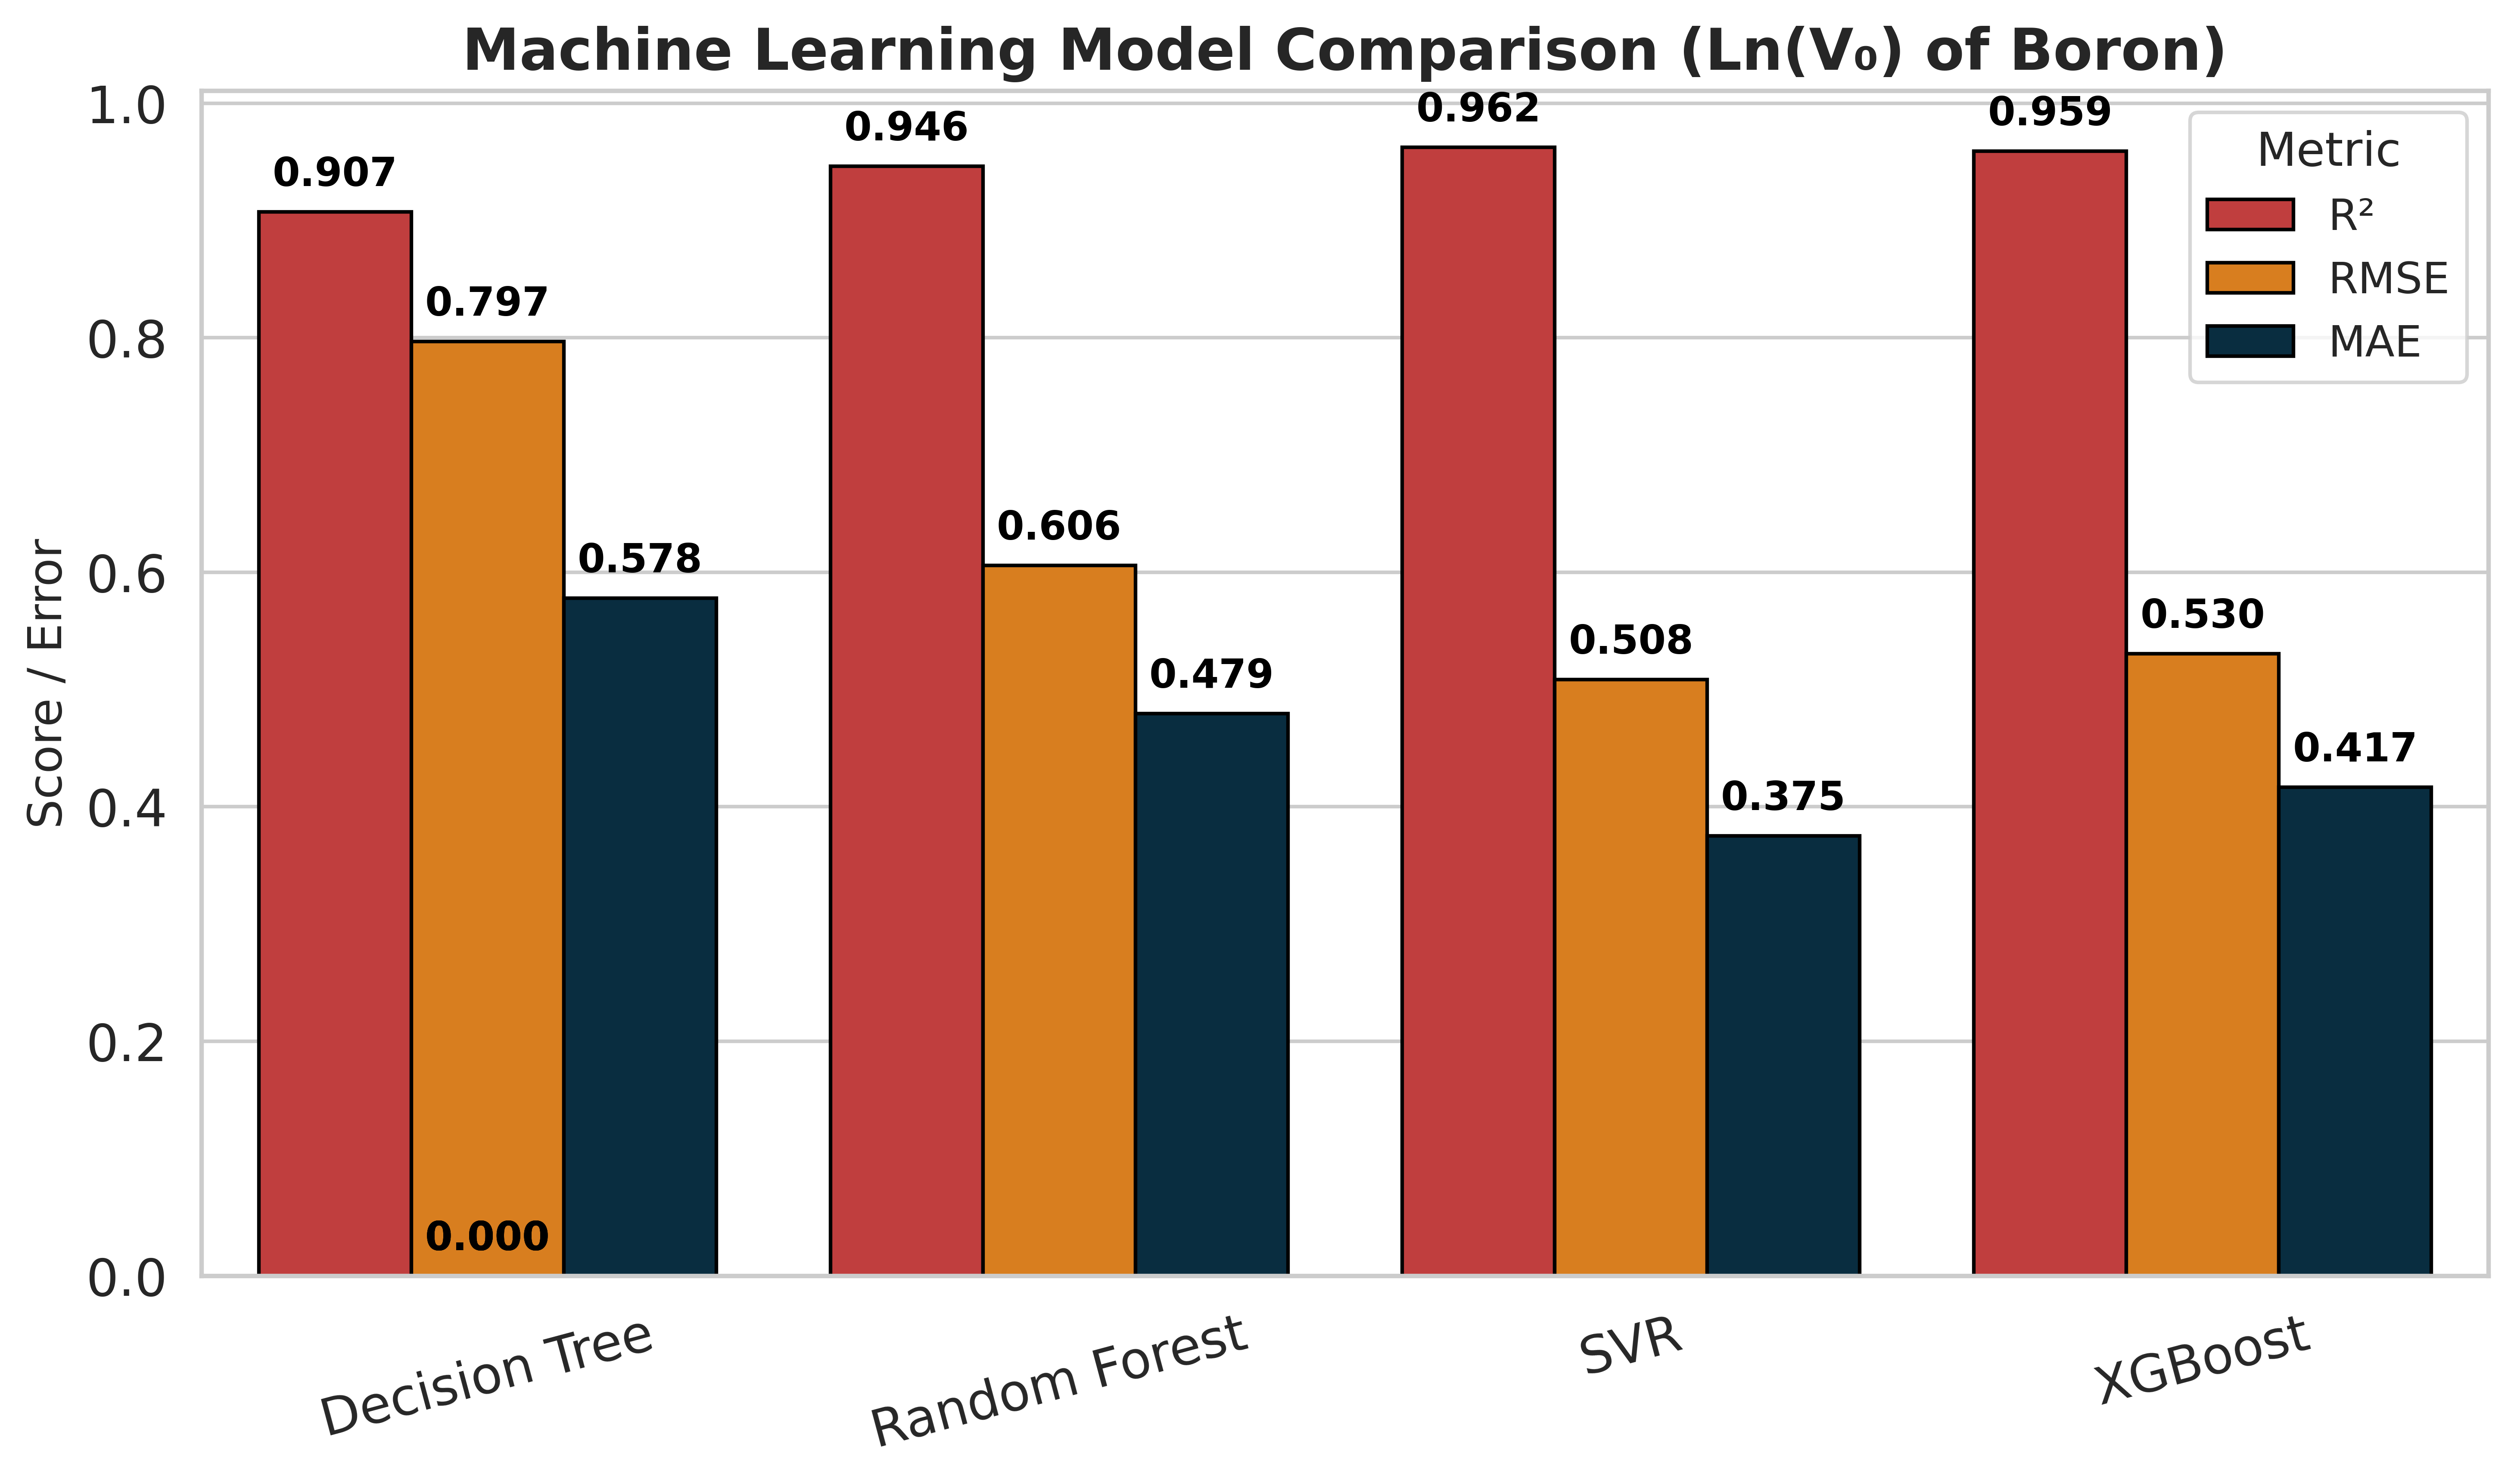 Machine Learning Model Comparison (Ln(V₀) of Boron)
Score / Error
1.0
0.8
0.6
0.4
0.2
0.0
0.907
0.797
0.578
0.000
0.946
0.606
0.479
0.962
0.508
0.375
0.959
0.530
0.417
Metric
R²
RMSE
MAE
Decision Tree
Random Forest
SVR
XGBoost